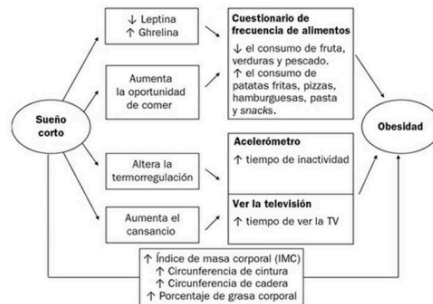 Sueño
corto
↓ Leptina
↑ Ghrelina
Aumenta
la oportunidad
de comer
Altera la
termorregulación
Aumenta el
cansancio
Cuestionario de
frecuencia de alimentos
↓ el consumo de fruta,
verduras y pescado.
↑ el consumo de
patatas fritas, pizzas,
hamburguesas, pasta
y snacks.
Acelerómetro
↑ tiempo de inactividad
Ver la televisión
↑ tiempo de ver la TV
Obesidad
↑ Índice de masa corporal (IMC)
↑ Circunferencia de cintura
↑ Circunferencia de cadera
↑ Porcentaje de grasa corporal